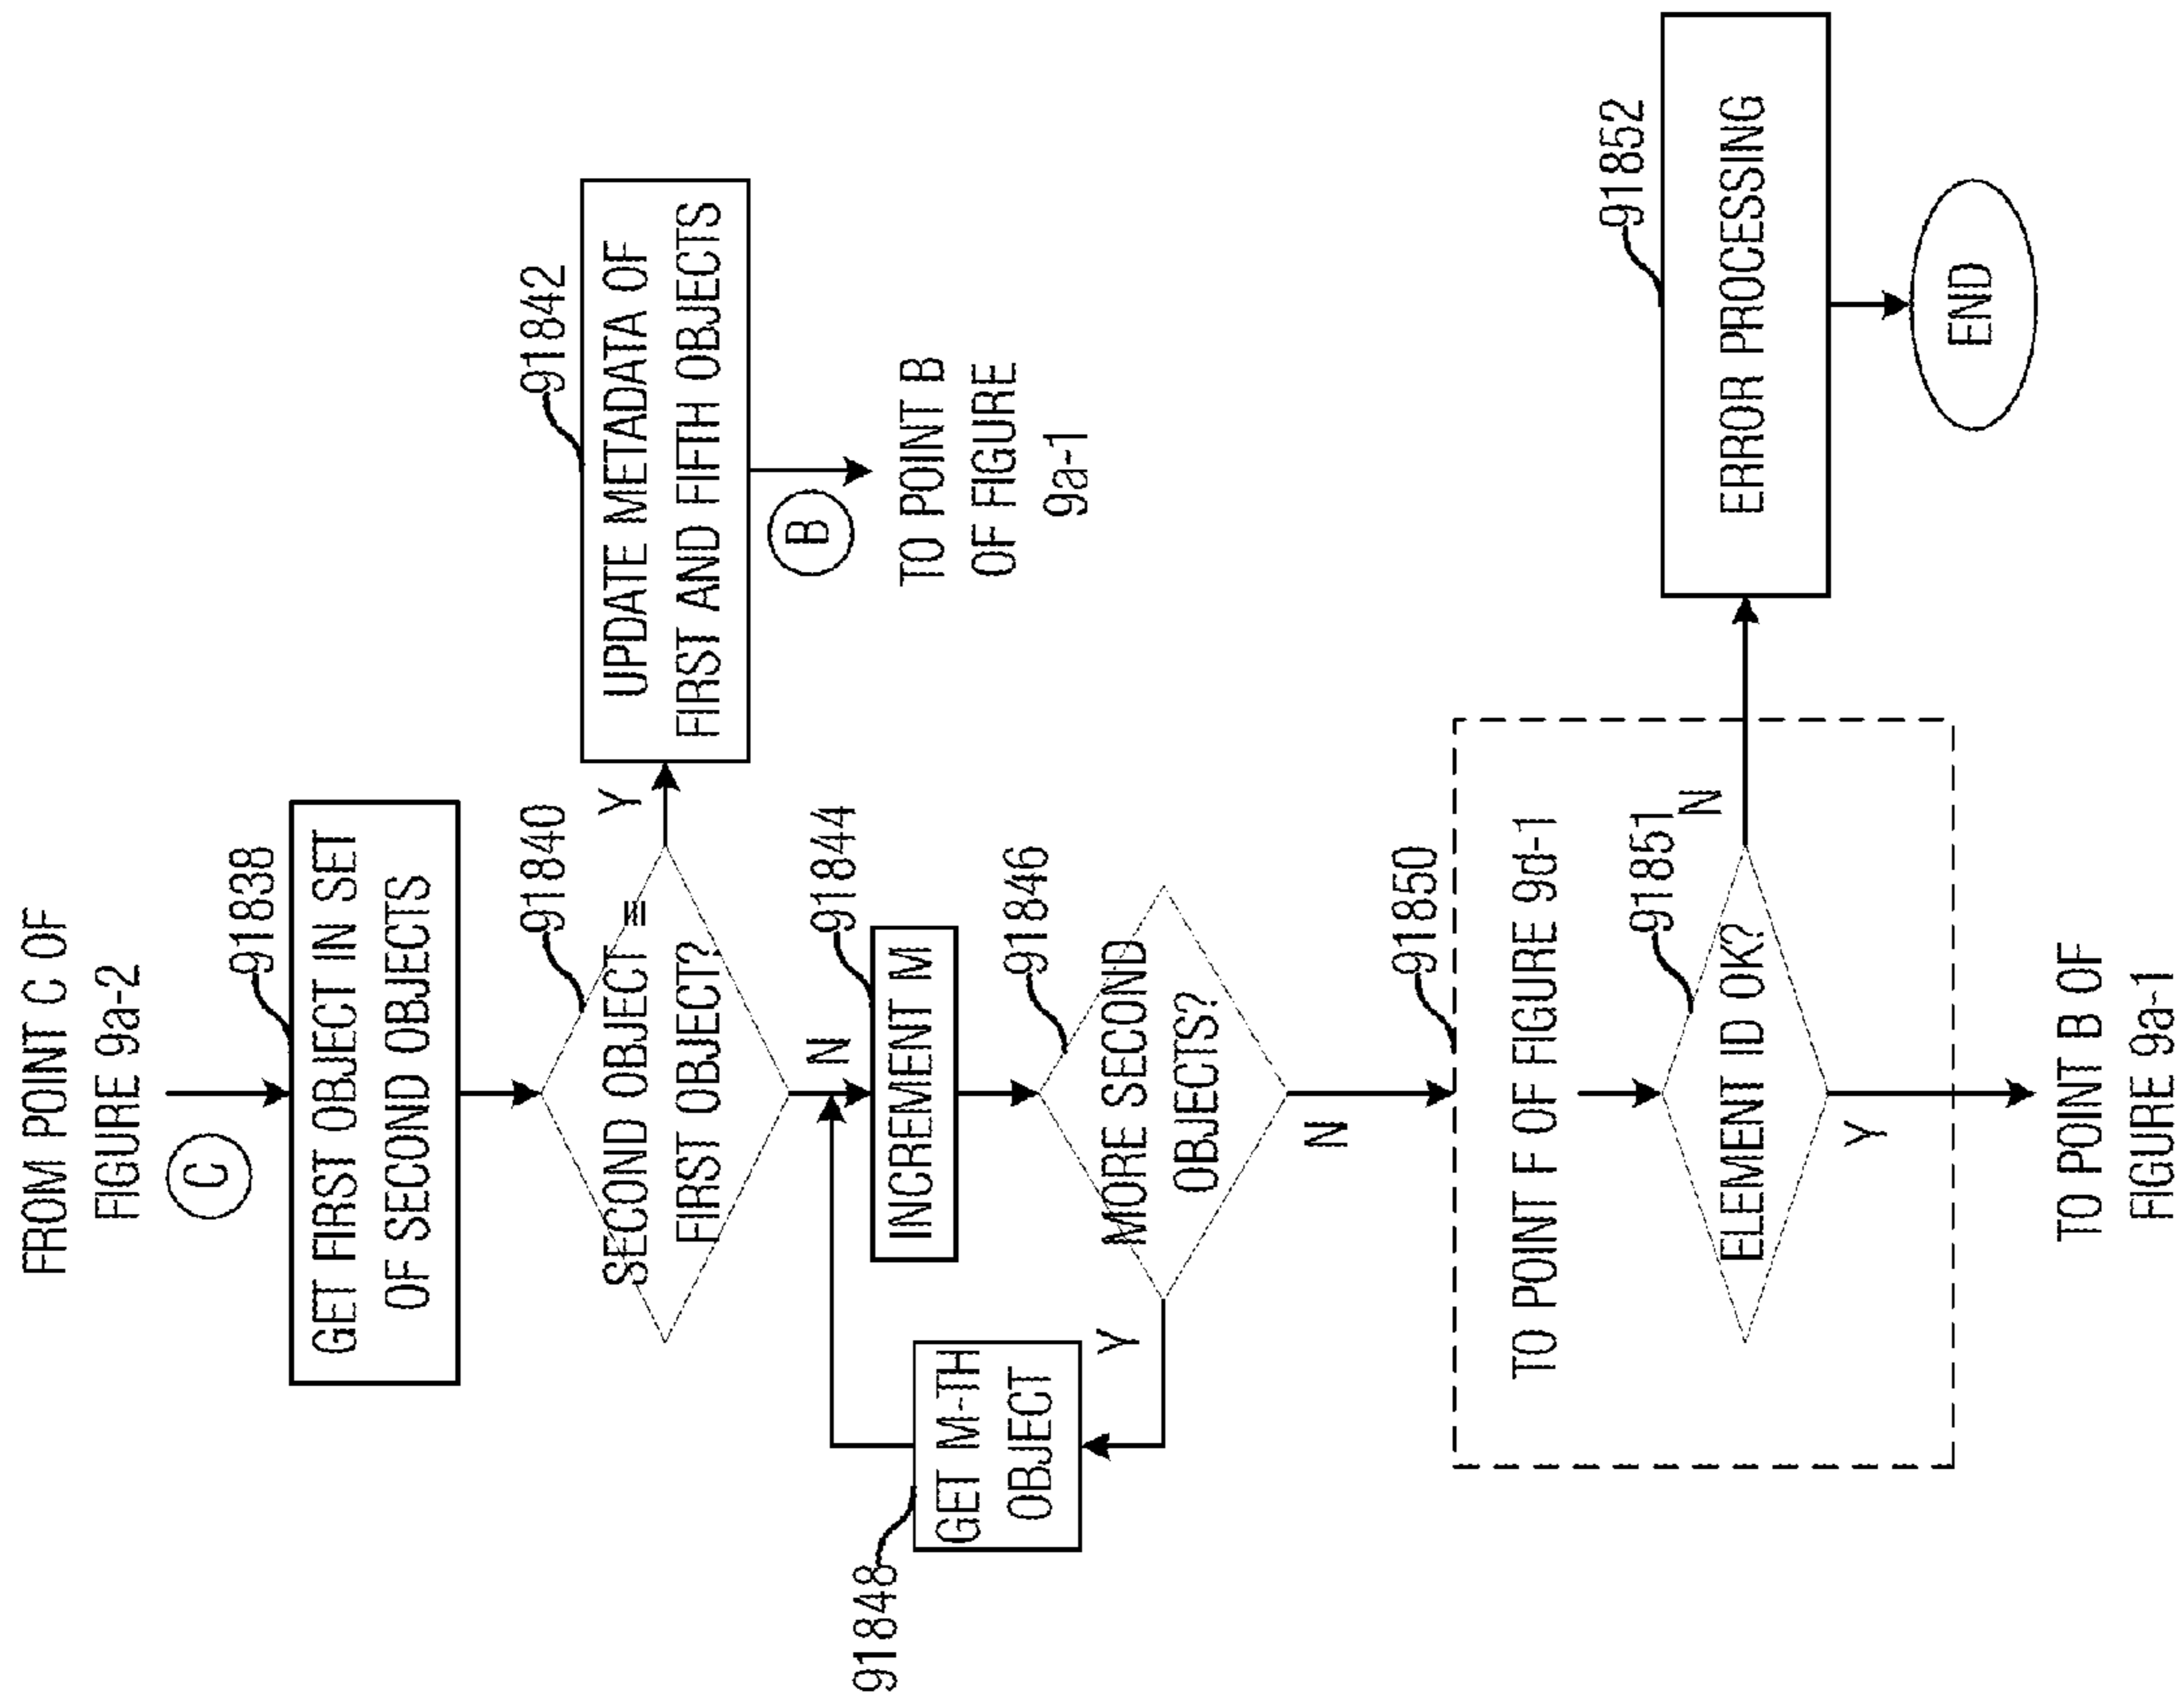 FROM POINT C OF
FIGURE 9a-2
C
91838
GET FIRST OBJECT IN SET
OF SECOND OBJECTS
91840
SECOND OBJECT ≡
FIRST OBJECT?
Y
91842
UPDATE METADATA OF
FIRST AND FIFTH OBJECTS
B
TO POINT B
OF FIGURE
9a-1
N
91844
INCREMENT M
91846
MORE SECOND
OBJECTS?
Y
91848
GET M-TH
OBJECT
N
91850
TO POINT F OF FIGURE 9d-1
91851
ELEMENT ID OK?
N
91852
ERROR PROCESSING
END
Y
TO POINT B OF
FIGURE 9a-1